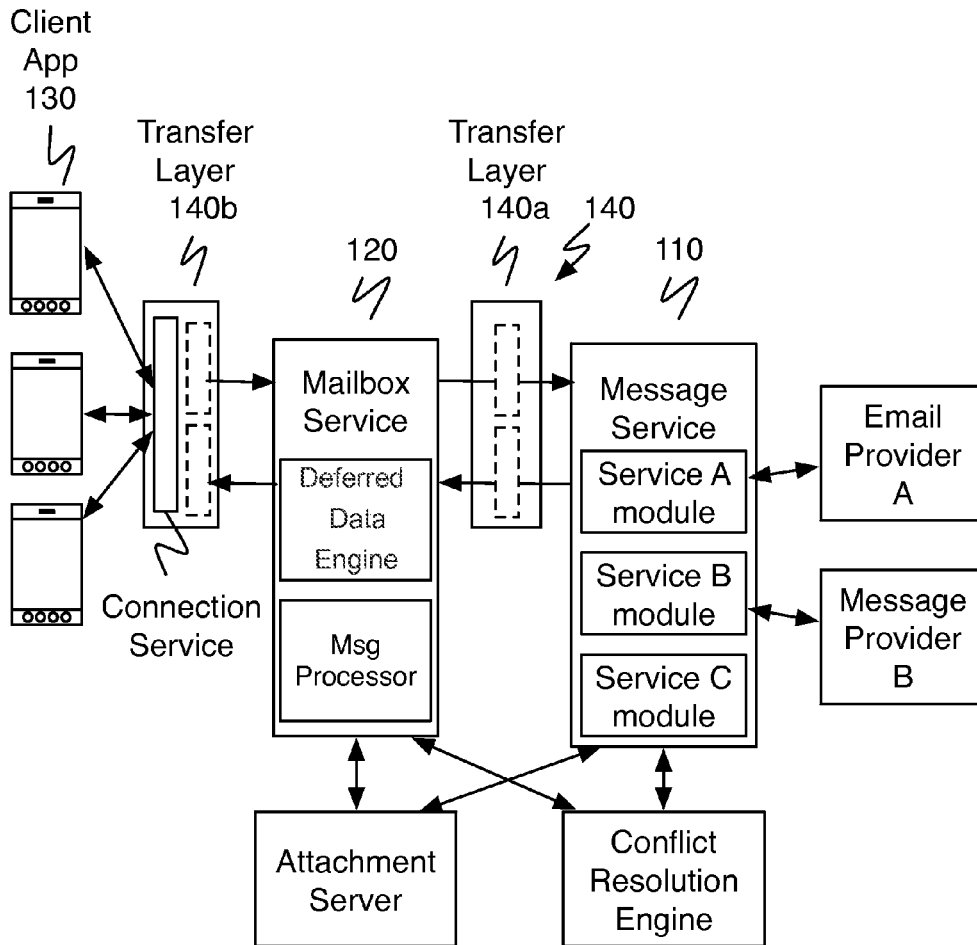 Client
App
130
Transfer
Layer
140b
Transfer
Layer
140a
140
120
110
Mailbox
Service
Deferred
Data
Engine
Msg
Processor
Message
Service
Service A
module
Service B
module
Service C
module
Email
Provider
A
Message
Provider
B
Connection
Service
Attachment
Server
Conflict
Resolution
Engine